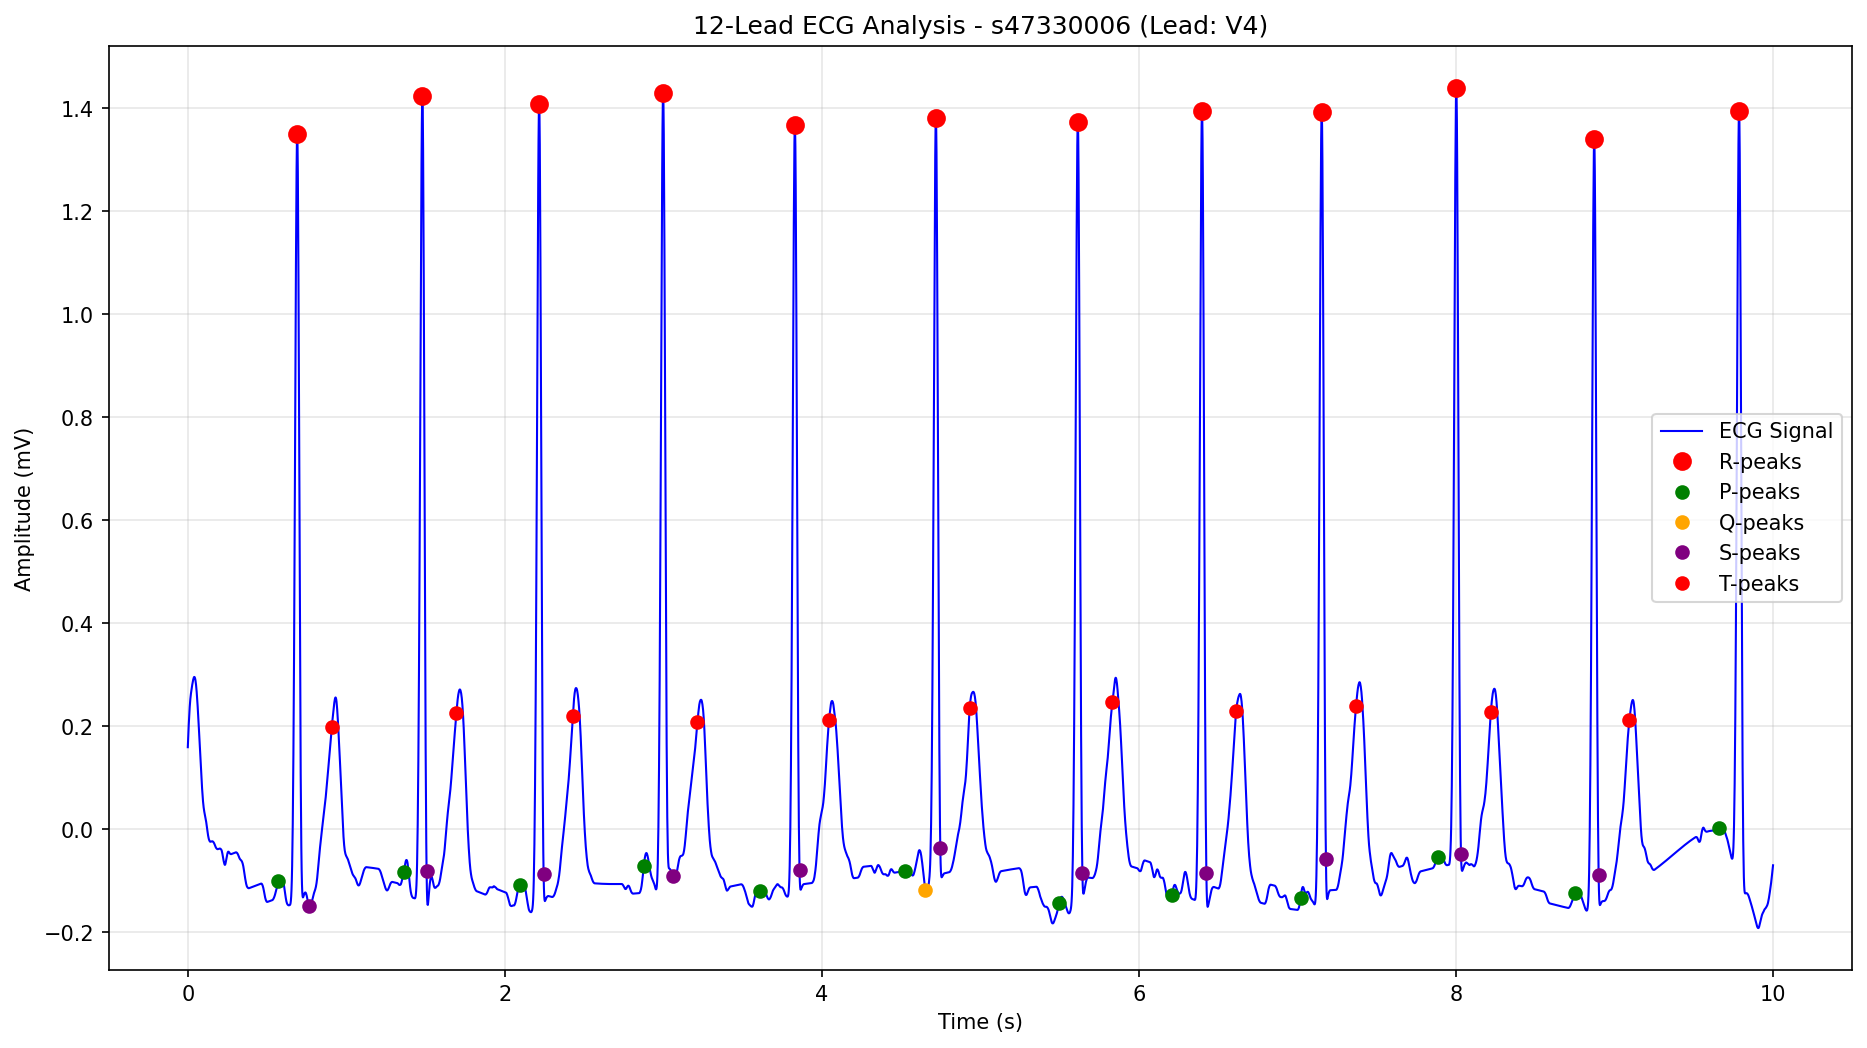 12-Lead ECG Analysis - s47330006 (Lead: V4)
Amplitude (mV)
1.4
1.2
1.0
0.8
0.6
0.4
0.2
0.0
−0.2
ECG Signal
R-peaks
P-peaks
Q-peaks
S-peaks
T-peaks
0 2 4 6 8 10
Time (s)